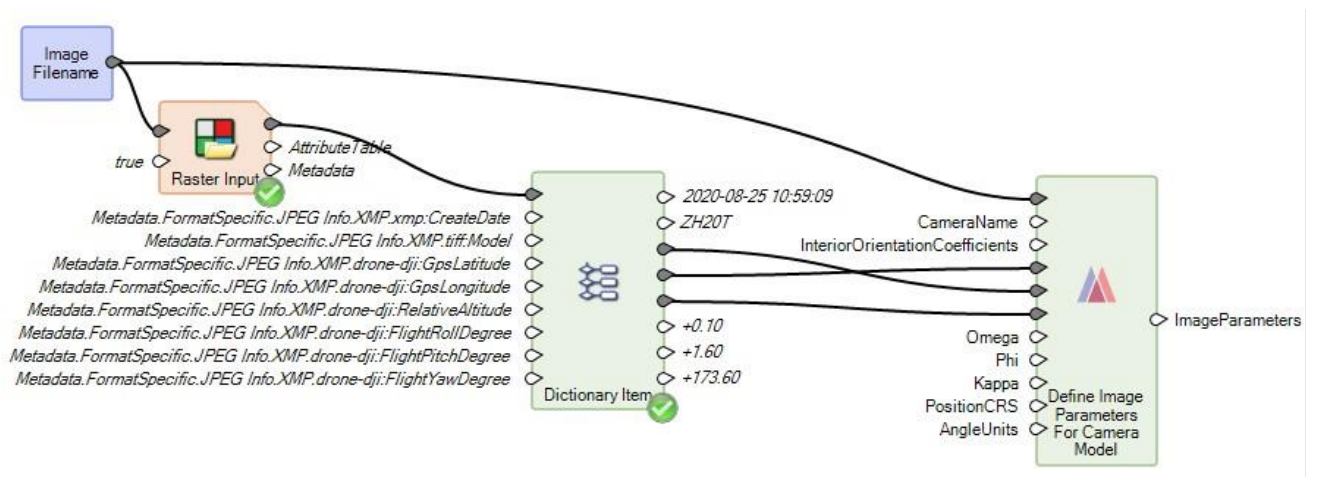 Image
Filename
true
AttributeTable
Metadata
Raster Input
Metadata.FormatSpecific.JPEG Info.XMP.xmp:CreateDate
Metadata.FormatSpecific.JPEG Info.XMP.tiff:Model
Metadata.FormatSpecific.JPEG Info.XMP.drone-dji:GpsLatitude
Metadata.FormatSpecific.JPEG Info.XMP.drone-dji:GpsLongitude
Metadata.FormatSpecific.JPEG Info.XMP.drone-dji:RelativeAltitude
Metadata.FormatSpecific.JPEG Info.XMP.drone-dji:FlightRollDegree
Metadata.FormatSpecific.JPEG Info.XMP.drone-dji:FlightPitchDegree
Metadata.FormatSpecific.JPEG Info.XMP.drone-dji:FlightYawDegree
Dictionary Item
2020-08-25 10:59:09
ZH20T
+0.10
+1.60
+173.60
CameraName
InteriorOrientationCoefficients
Omega
Phi
Kappa
PositionCRS
AngleUnits
Define Image
Parameters
For Camera
Model
ImageParameters